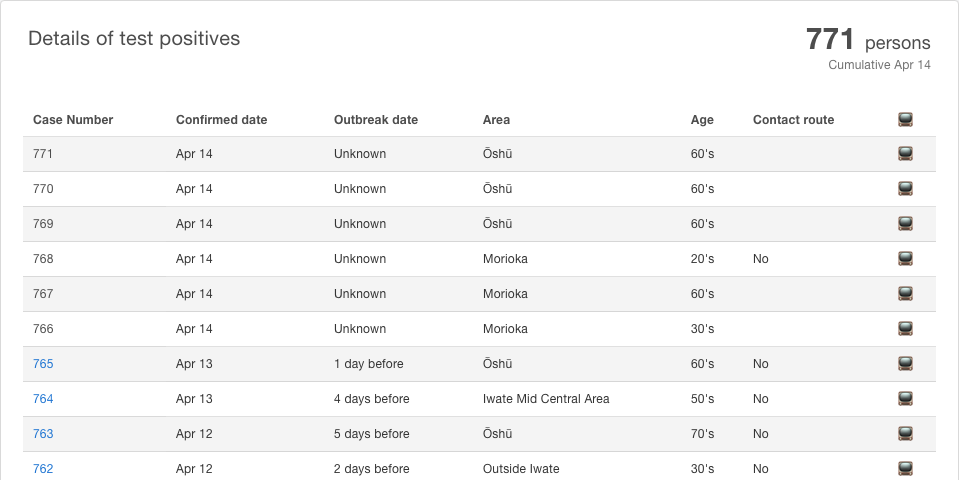 Details of test positives
771 persons
Cumulative Apr 14
Case Number Confirmed date Outbreak date Area Age Contact route
771 Apr 14 Unknown Ōshū 60's
770 Apr 14 Unknown Ōshū 60's
769 Apr 14 Unknown Ōshū 60's
768 Apr 14 Unknown Morioka 20's No
767 Apr 14 Unknown Morioka 60's
766 Apr 14 Unknown Morioka 30's
765 Apr 13 1 day before Ōshū 60's No
764 Apr 13 4 days before Iwate Mid Central Area 50's No
763 Apr 12 5 days before Ōshū 70's No
762 Apr 12 2 days before Outside Iwate 30's No